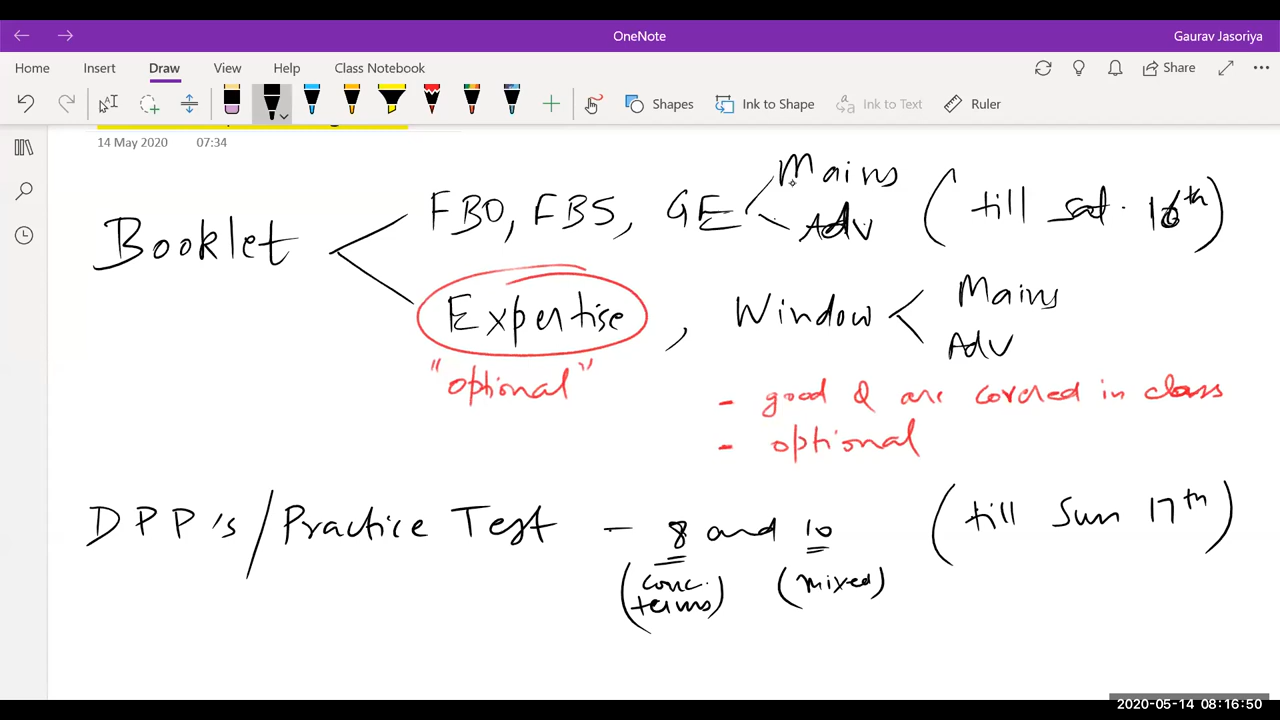 OneNote
Gaurav Jasoriya
Home Insert Draw View Help Class Notebook Share
Shapes Ink to Shape Ink to Text Ruler
14 May 2020 07:34
Mains
Booklet FBO, FBS, GE Adv (till sat. 16th)
Expertise, Window Mains
Adv
"optional"
- good Q are covered in class
- optional
DPP's/Practice Test - 8 and 10 (till Sun 17th)
(conc. terms) (mixed)
2020-05-14 08:16:50